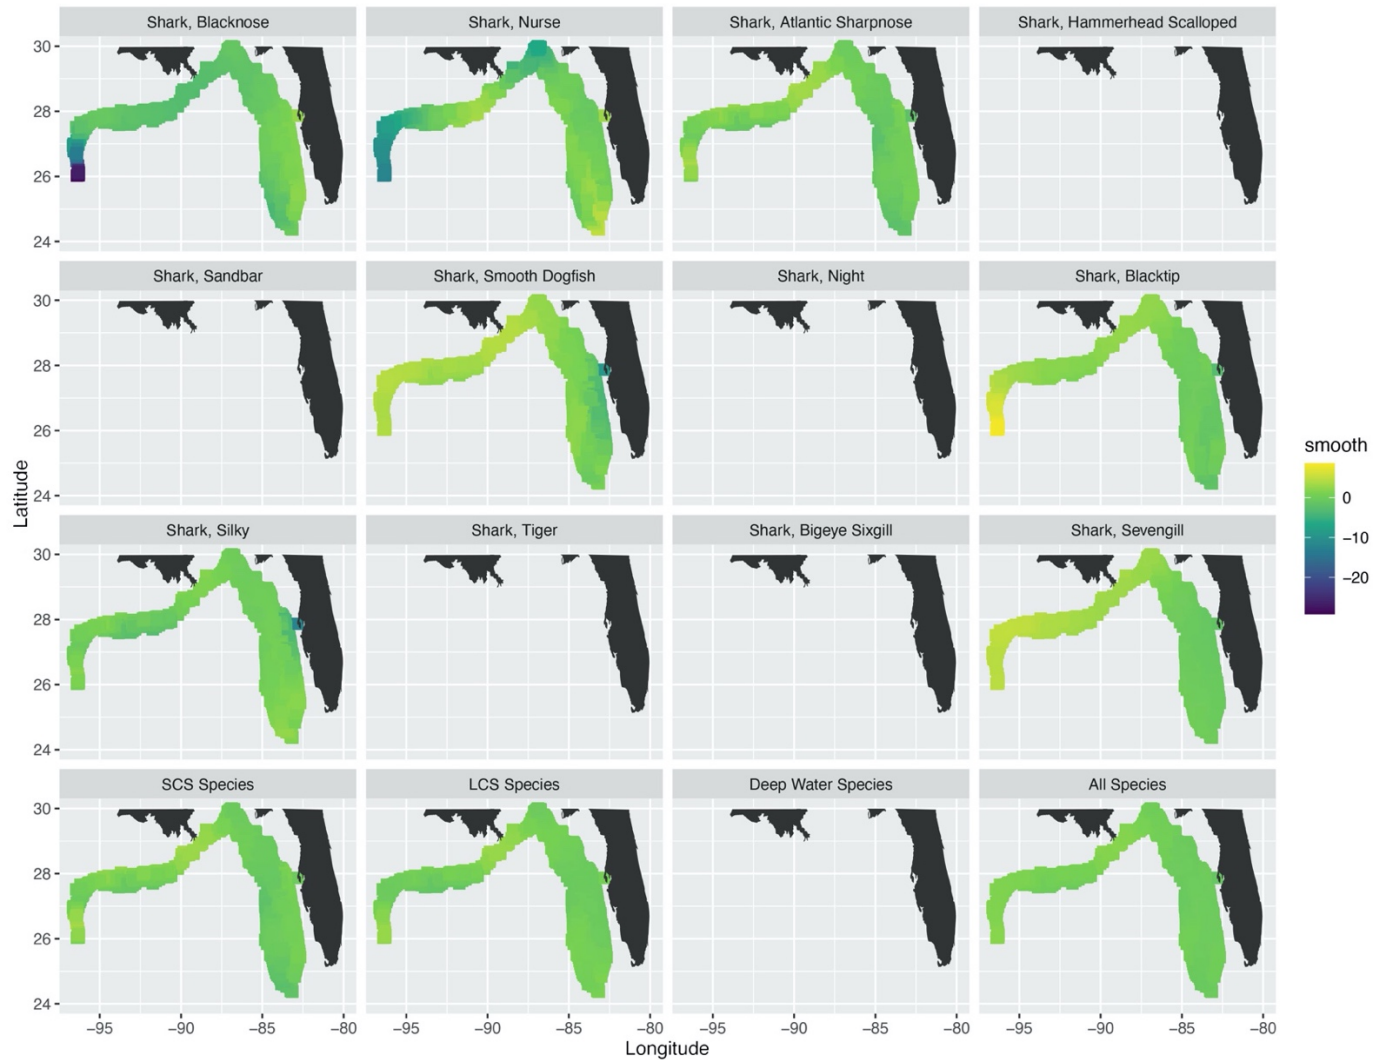 Shark, Blacknose
Shark, Nurse
Shark, Atlantic Sharpnose
Shark, Hammerhead Scalloped
30
28
26
24
Shark, Sandbar
Shark, Smooth Dogfish
Shark, Night
Shark, Blacktip
30
28
26
24
Shark, Silky
Shark, Tiger
Shark, Bigeye Sixgill
Shark, Sevengill
30
28
26
24
SCS Species
LCS Species
Deep Water Species
All Species
30
28
26
24
−95 −90 −85 −80
−95 −90 −85 −80
−95 −90 −85 −80
−95 −90 −85 −80
Longitude
Latitude
smooth
0
−10
−20